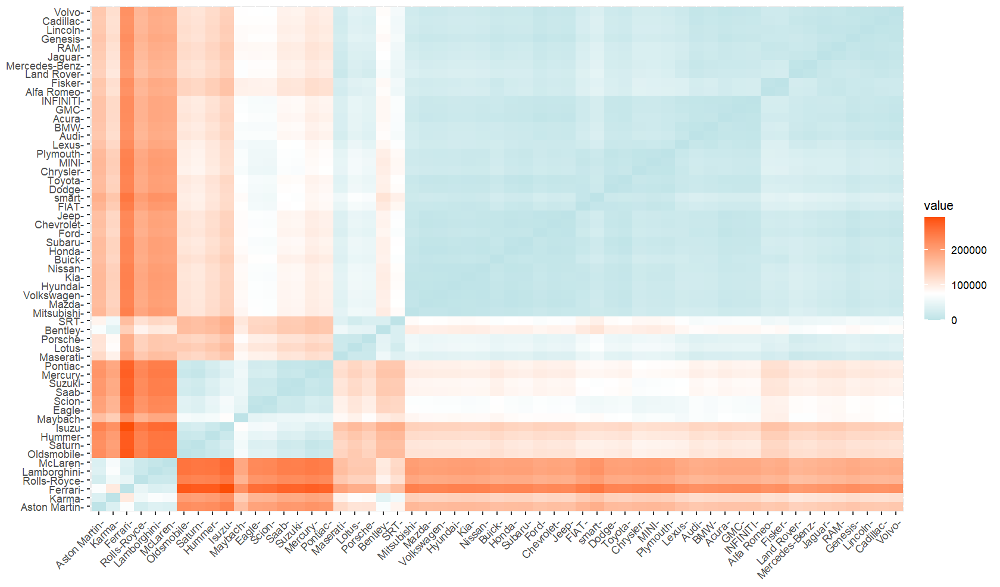 Volvo-
Cadillac-
Lincoln-
Genesis-
RAM-
Jaguar-
Mercedes-Benz-
Land Rover-
Fisker-
Alfa Romeo-
INFINITI-
GMC-
Acura-
BMW-
Audi-
Lexus-
Plymouth-
MINI-
Chrysler-
Toyota-
Dodge-
smart-
FIAT-
Jeep-
Chevrolet-
Ford-
Subaru-
Honda-
Buick-
Nissan-
Kia-
Hyundai-
Volkswagen-
Mazda-
Mitsubishi-
SRT-
Bentley-
Porsche-
Lotus-
Maserati-
Pontiac-
Mercury-
Suzuki-
Saab-
Scion-
Eagle-
Maybach-
Isuzu-
Hummer-
Saturn-
Oldsmobile-
McLaren-
Lamborghini-
Rolls-Royce-
Ferrari-
Karma-
Aston Martin-
Aston Martin-
Karma-
Ferrari-
Rolls-Royce-
Lamborghini-
McLaren-
Oldsmobile-
Saturn-
Hummer-
Isuzu-
Maybach-
Eagle-
Scion-
Saab-
Suzuki-
Mercury-
Pontiac-
Maserati-
Lotus-
Porsche-
Bentley-
SRT-
Mitsubishi-
Mazda-
Volkswagen-
Hyundai-
Kia-
Nissan-
Buick-
Honda-
Subaru-
Ford-
Chevrolet-
Jeep-
FIAT-
smart-
Dodge-
Toyota-
Chrysler-
MINI-
Plymouth-
Lexus-
Audi-
BMW-
Acura-
GMC-
INFINITI-
Alfa Romeo-
Fisker-
Land Rover-
Mercedes-Benz-
Jaguar-
RAM-
Genesis-
Lincoln-
Cadillac-
Volvo-
value
200000
100000
0